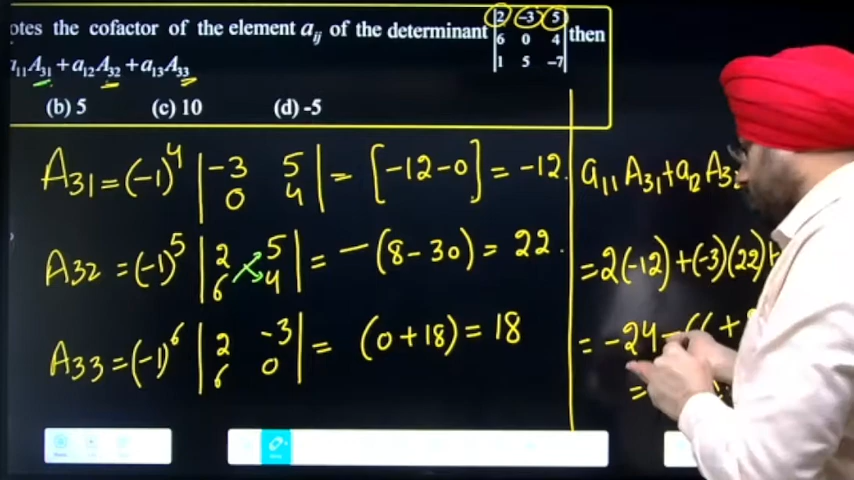 the cofactor of the element aij of the determinant |2 -3 5| then
|6 0 4|
|1 5 -7|
A31 + a12A32 + a13A33
(b) 5 (c) 10 (d) -5
A31 = (-1)^4 |-3 5| = [-12-0] = -12.
|0 4|
a11 A31 + a12 A32
A32 = (-1)^5 |2 5| = -(8-30) = 22.
|6 4|
= 2(-12) + (-3)(22) +
A33 = (-1)^6 |2 -3| = (0+18) = 18
|6 0|
= -24 -
=